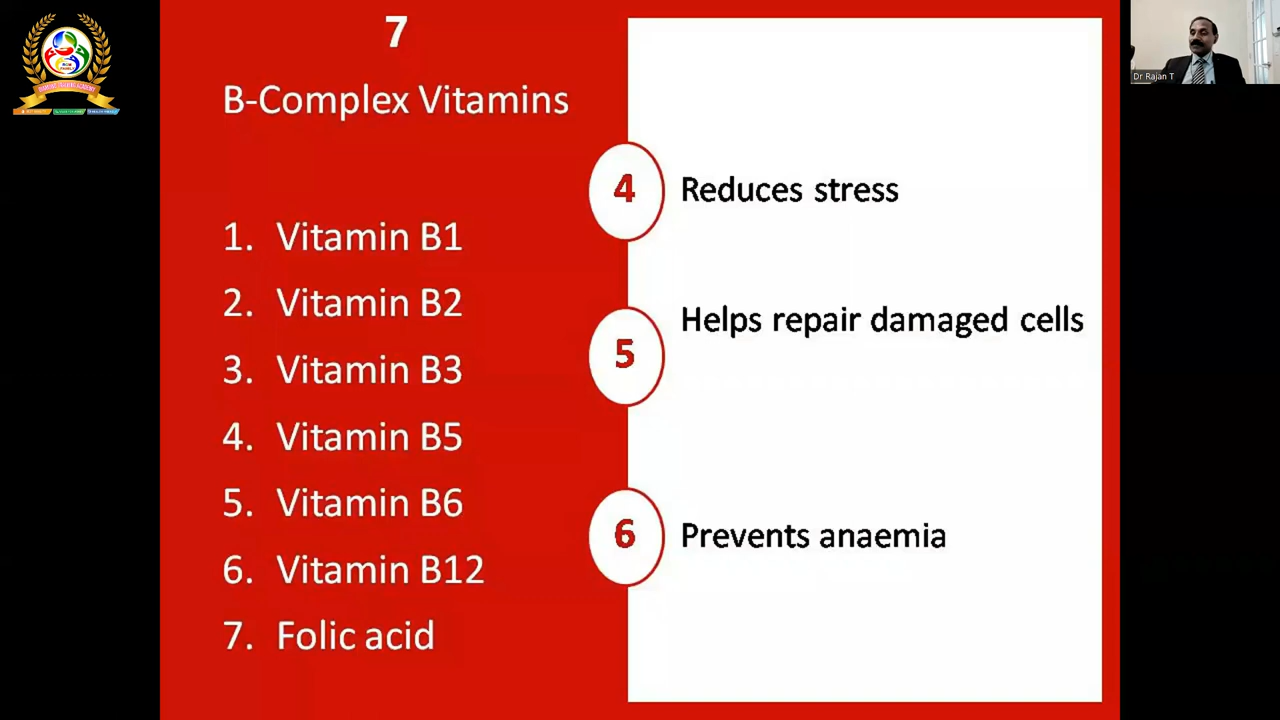 7
B-Complex Vitamins
1. Vitamin B1
2. Vitamin B2
3. Vitamin B3
4. Vitamin B5
5. Vitamin B6
6. Vitamin B12
7. Folic acid
4 Reduces stress
5 Helps repair damaged cells
6 Prevents anaemia
Dr Rajan T